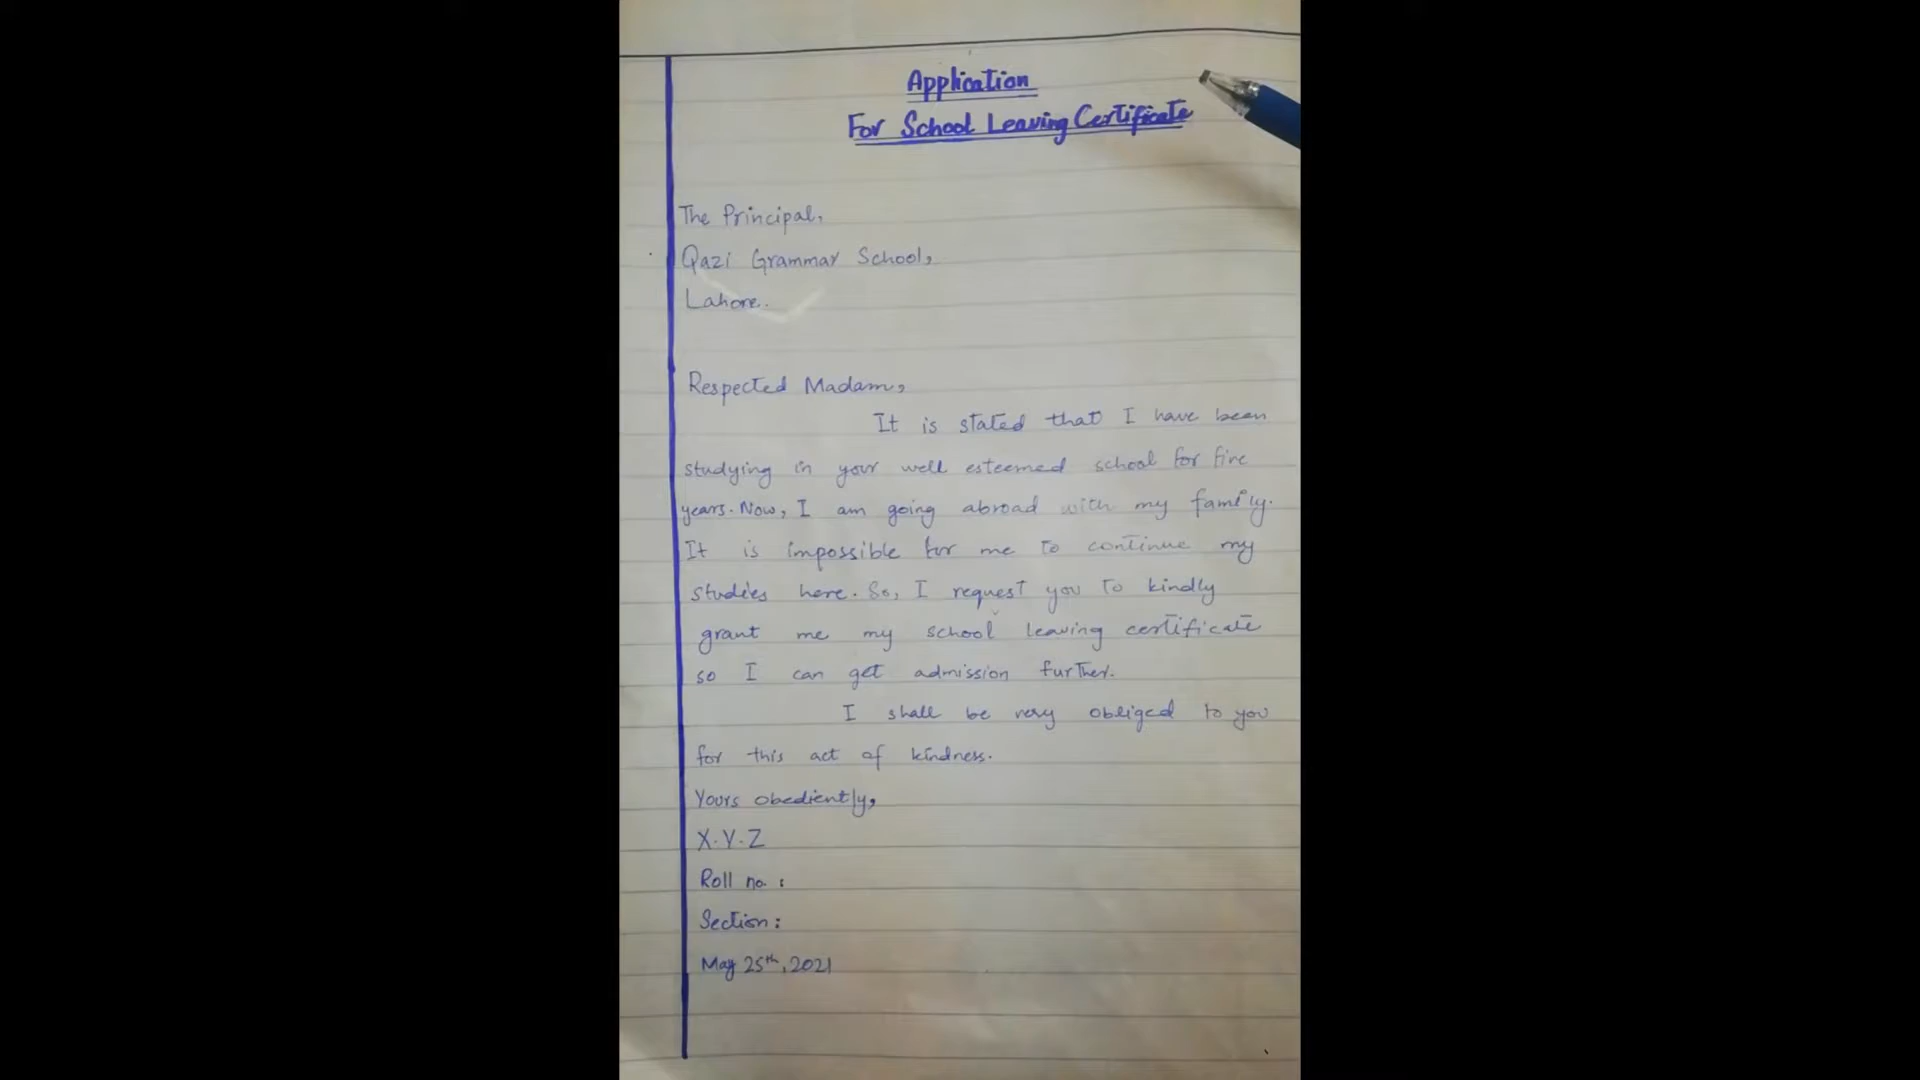 Application
For School Leaving Certificate
The Principal,
Qazi Grammar School,
Lahore.
Respected Madam,
It is stated that I have been
studying in your well esteemed school for five
years. Now, I am going abroad with my family.
It is impossible for me to continue my
studies here. So, I request you to kindly
grant me my school leaving certificate
so I can get admission further.
I shall be very obliged to you
for this act of kindness.
Yours obediently,
X.Y.Z
Roll no. :
Section:
May 25th, 2021